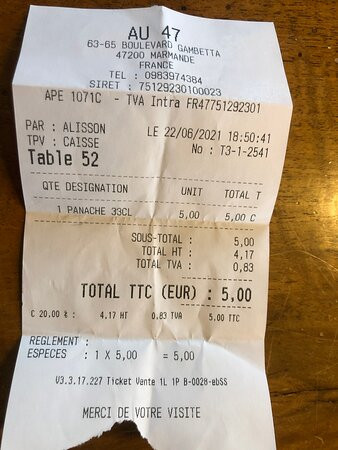 AU 47
63-65 BOULEVARD GAMBETTA
47200 MARMANDE
FRANCE
TEL : 0983974384
SIRET : 75129230100023
APE 1071C - TVA Intra FR47751292301
PAR : ALISSON LE 22/06/2021 18:50:41
TPV : CAISSE No : T3-1-2541
Table 52
QTE DESIGNATION UNIT TOTAL T
1 PANACHE 33CL 5,00 5,00 C
SOUS-TOTAL : 5,00
TOTAL HT : 4,17
TOTAL TVA : 0,83
TOTAL TTC (EUR) : 5,00
C 20.00 % : 4,17 HT 0,83 TVA 5,00 TTC
REGLEMENT :
ESPECES : 1 X 5,00 = 5,00
V3.3.17.227 Ticket Vente 1L 1P B-0028-ebSS
MERCI DE VOTRE VISITE